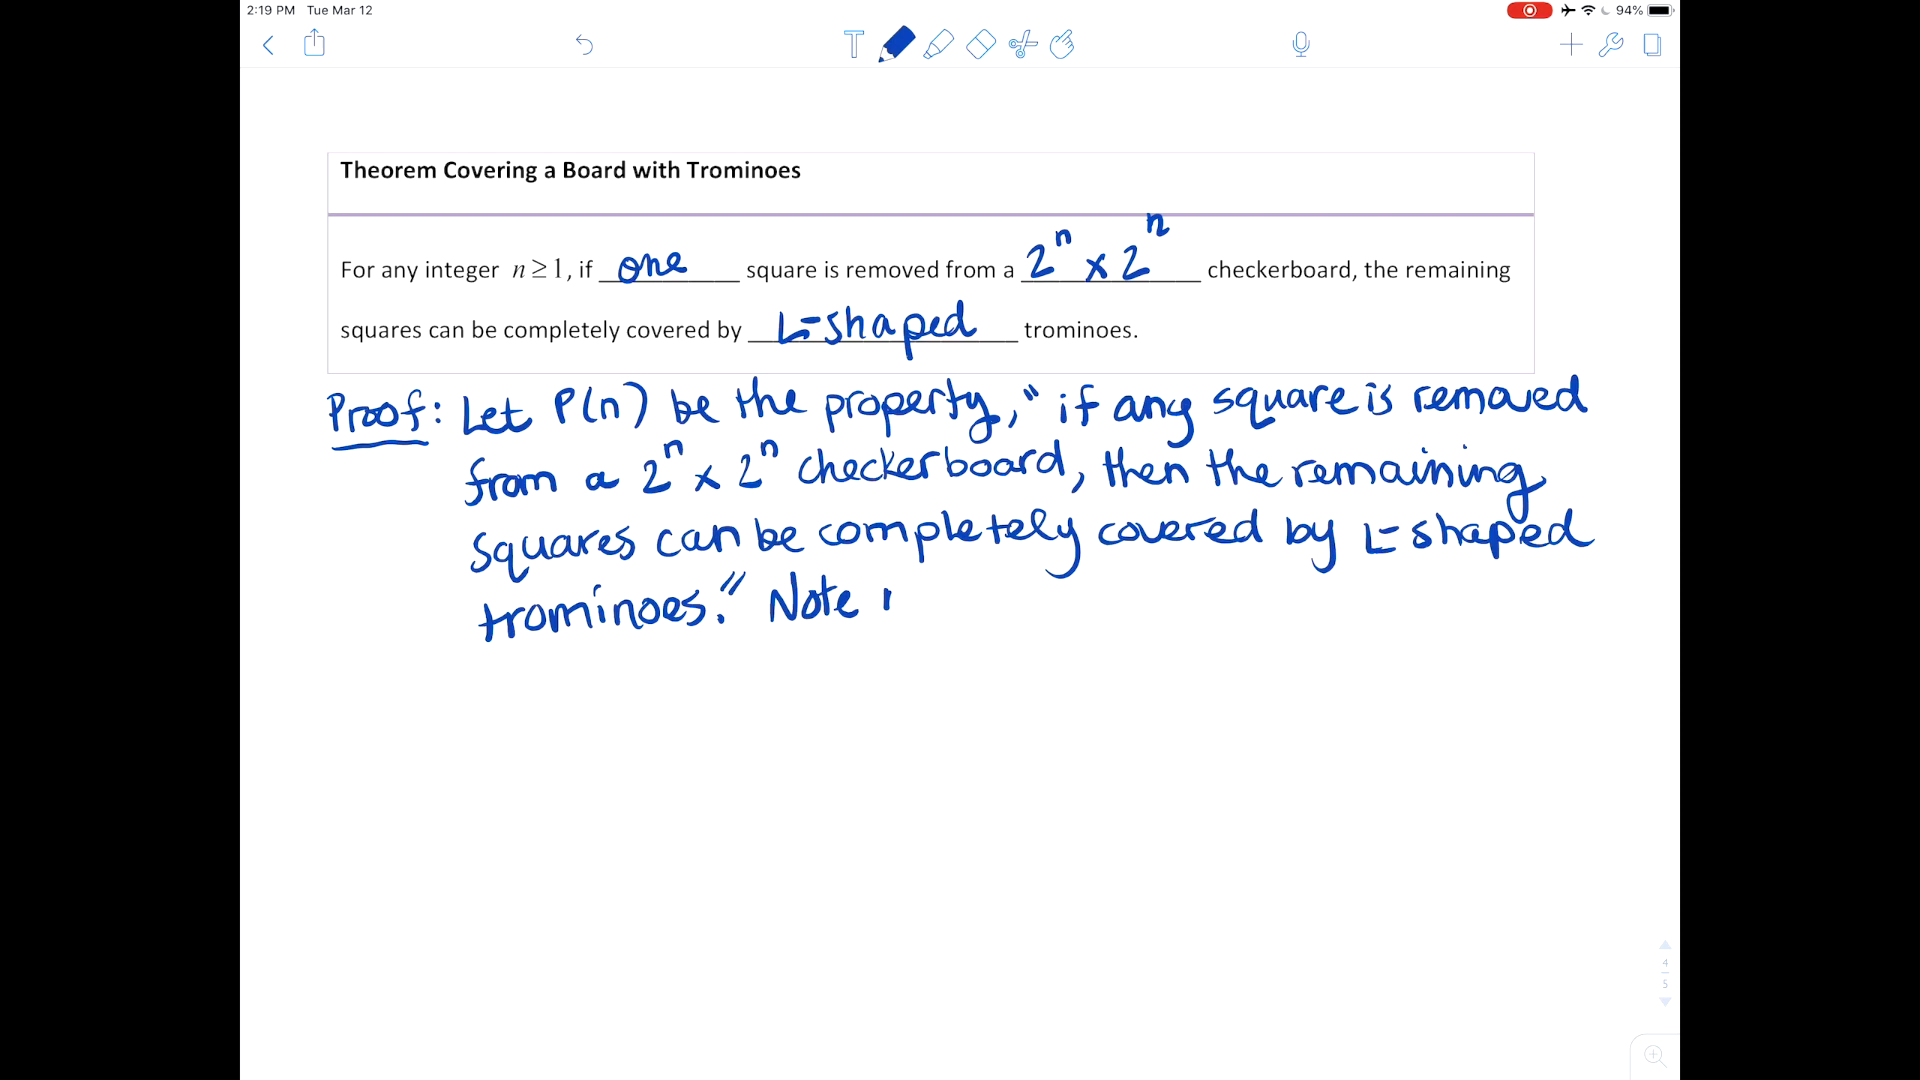 2:19 PM Tue Mar 12 94%
T
Theorem Covering a Board with Trominoes
For any integer n ≥ 1, if one square is removed from a 2^n x 2^n checkerboard, the remaining
squares can be completely covered by L-shaped trominoes.
Proof: Let P(n) be the property, "if any square is removed
from a 2^n x 2^n checkerboard, then the remaining
squares can be completely covered by L-shaped
trominoes." Note
4
5